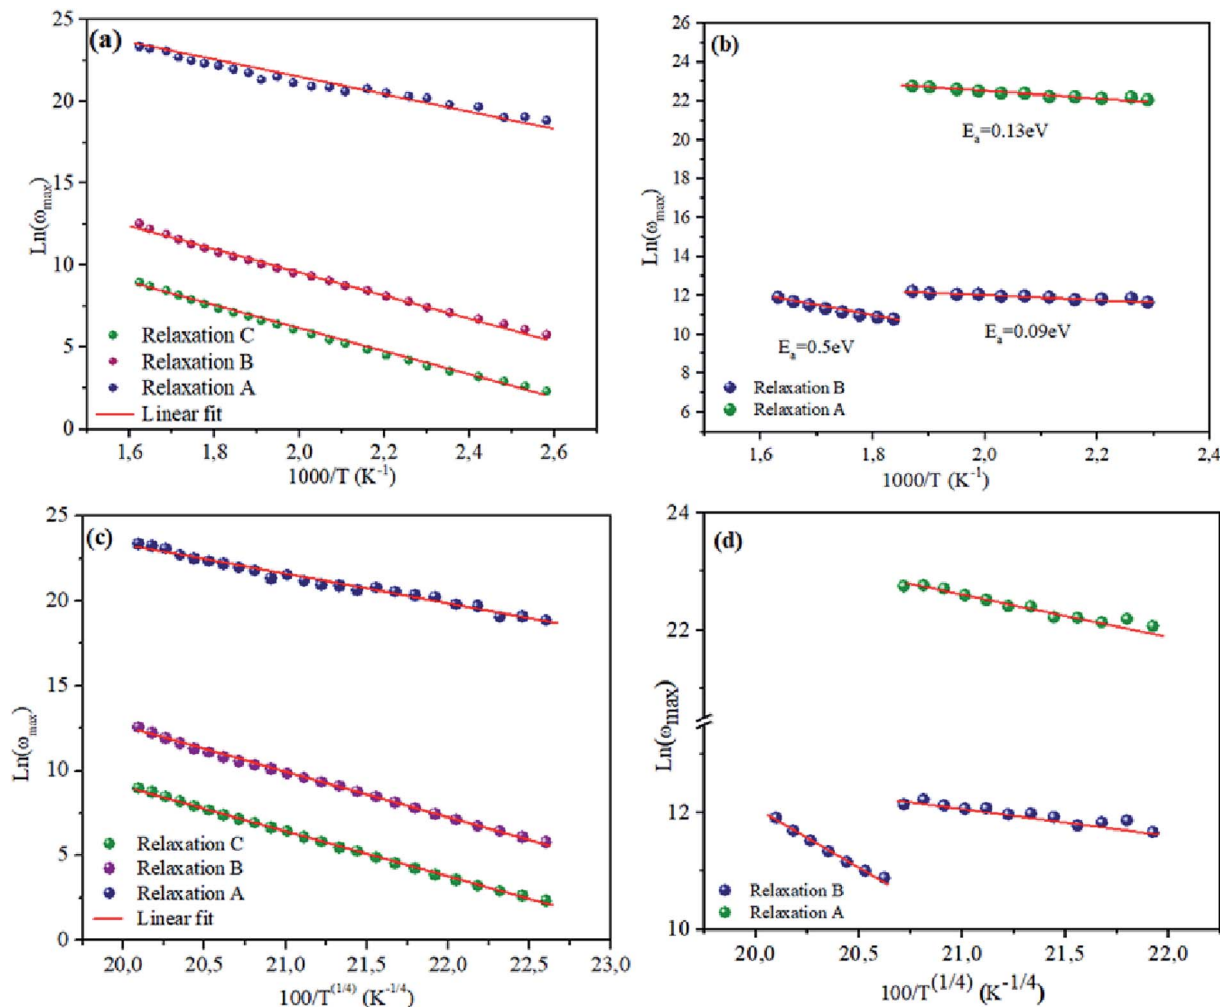 (a)
25
20
15
10
5
0
Ln(ω_max)
Relaxation C
Relaxation B
Relaxation A
Linear fit
1,6 1,8 2,0 2,2 2,4 2,6
1000/T (K⁻¹)
(b)
26
24
22
20
18
16
14
12
10
8
6
Ln(ω_max)
E_a=0.13eV
E_a=0.09eV
E_a=0.5eV
Relaxation B
Relaxation A
1,6 1,8 2,0 2,2 2,4
1000/T (K⁻¹)
(c)
25
20
15
10
5
0
Ln(ω_max)
Relaxation C
Relaxation B
Relaxation A
Linear fit
20,0 20,5 21,0 21,5 22,0 22,5 23,0
100/T^(1/4) (K^-1/4)
(d)
24
22
12
10
Ln(ω_max)
Relaxation B
Relaxation A
20,0 20,5 21,0 21,5 22,0
100/T^(1/4) (K^-1/4)